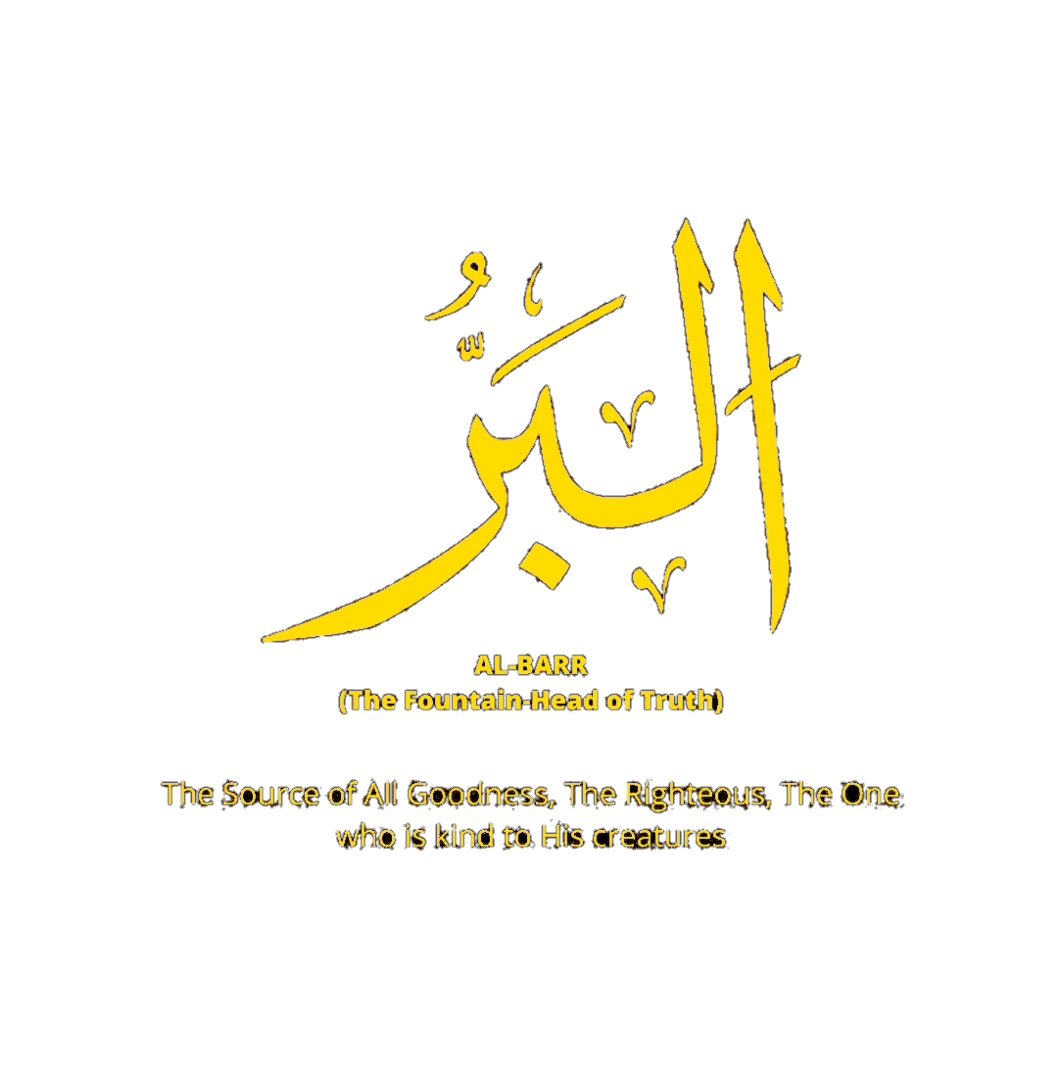 البَرُّ
AL-BARR
(The Fountain-Head of Truth)
The Source of All Goodness, The Righteous, The One
who is kind to His creatures